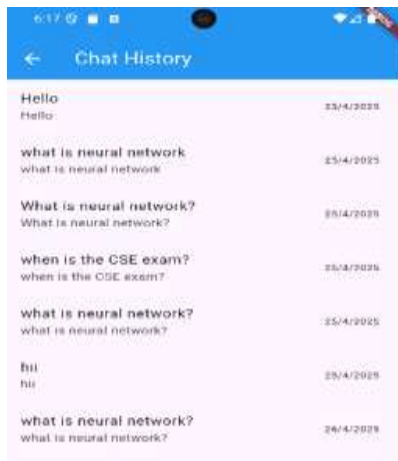 6:17
Chat History
Hello
Hello
25/4/2025
what is neural network
what is neural network
25/4/2025
What is neural network?
What is neural network?
25/4/2025
when is the CSE exam?
when is the CSE exam?
25/4/2025
what is neural network?
what is neural network?
25/4/2025
hii
hii
25/4/2025
what is neural network?
what is neural network?
26/4/2025